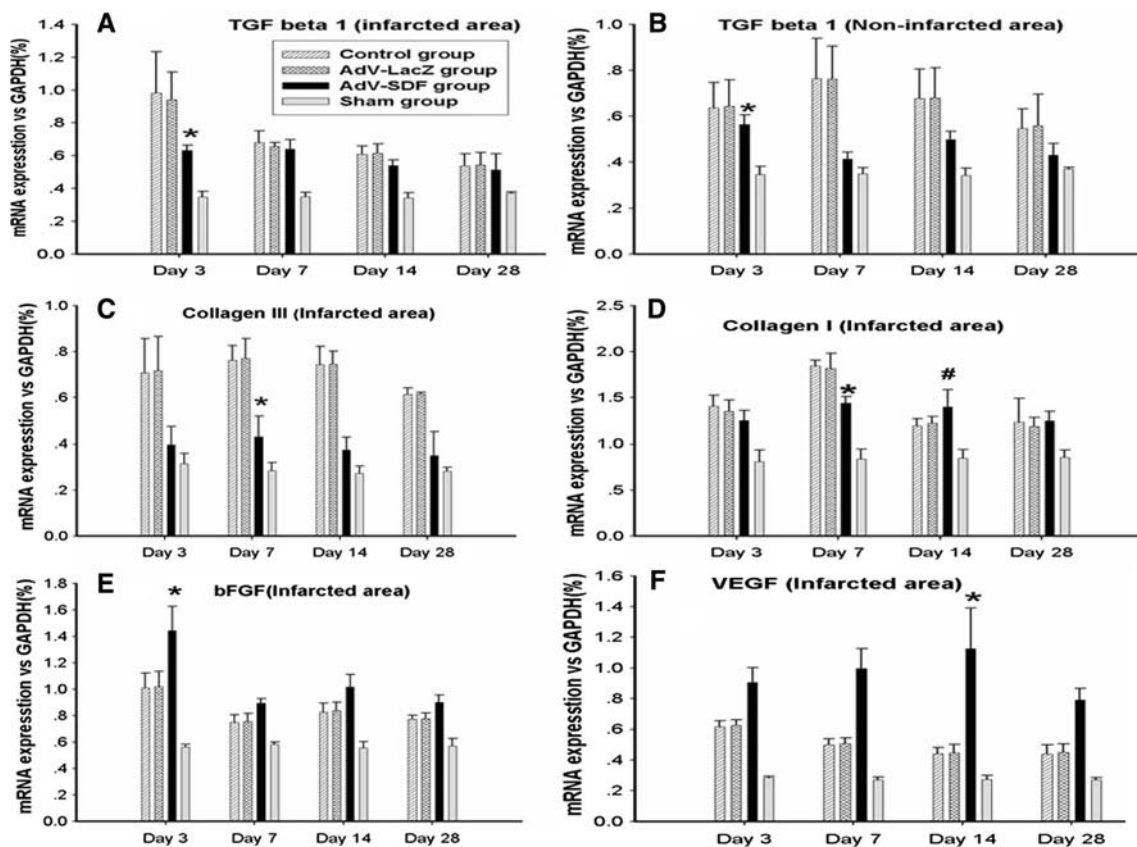 A
TGF beta 1 (infarcted area)
mRNA expresstion vs GAPDH(%)
1.4
1.2
1.0
.8
.6
.4
.2
0.0
Control group
AdV-LacZ group
AdV-SDF group
Sham group
*
Day 3 Day 7 Day 14 Day 28
B
TGF beta 1 (Non-infarcted area)
mRNA expresstion vs GAPDH(%)
1.0
.8
.6
.4
.2
0.0
*
Day 3 Day 7 Day 14 Day 28
C
Collagen III (Infarcted area)
mRNA expresstion vs GAPDH(%)
1.0
.8
.6
.4
.2
0.0
*
Day 3 Day 7 Day 14 Day 28
D
Collagen I (Infarcted area)
mRNA expresstion vs GAPDH(%)
2.5
2.0
1.5
1.0
.5
0.0
* #
Day 3 Day 7 Day 14 Day 28
E
bFGF(Infarcted area)
mRNA expresstion vs GAPDH(%)
1.8
1.6
1.4
1.2
1.0
.8
.6
.4
.2
0.0
*
Day 3 Day 7 Day 14 Day 28
F
VEGF (Infarcted area)
mRNA expresstion vs GAPDH(%)
1.6
1.4
1.2
1.0
.8
.6
.4
.2
0.0
*
Day 3 Day 7 Day 14 Day 28